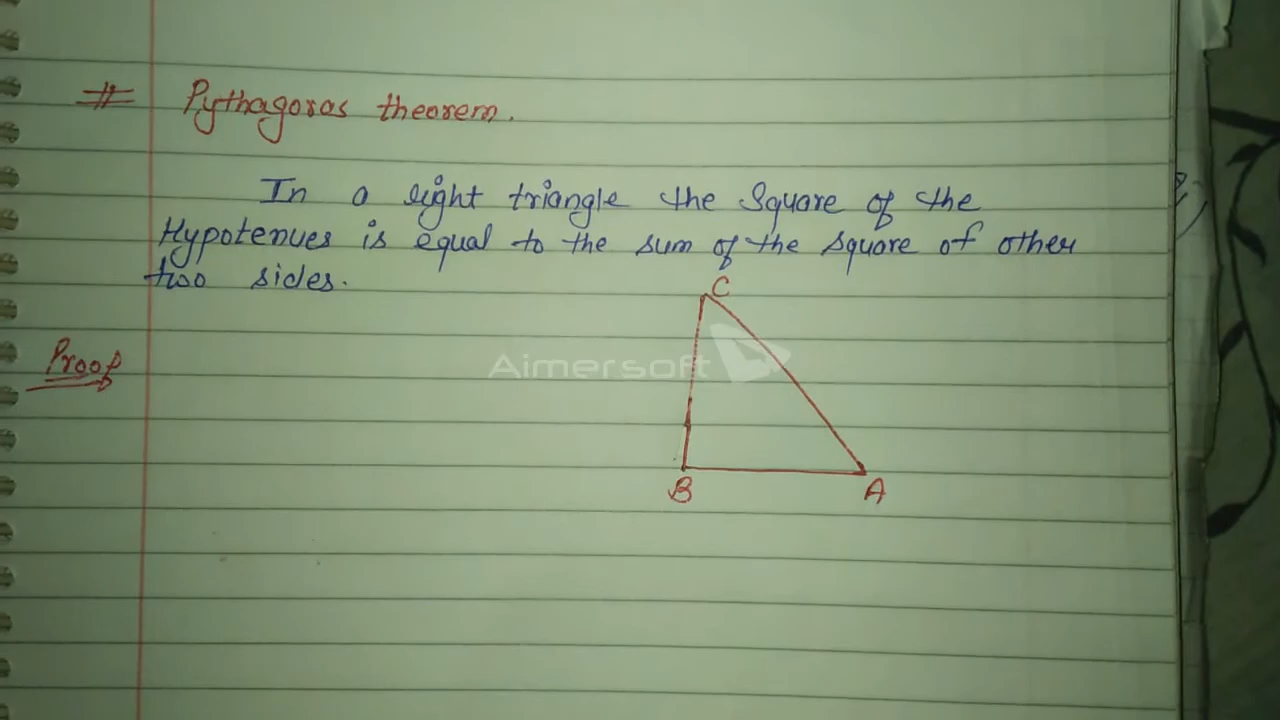 # Pythagoras theorem.
In a right triangle the Square of the
Hypotenues is equal to the sum of the square of other
two sides.
C
Proof
Aimersoft
B A